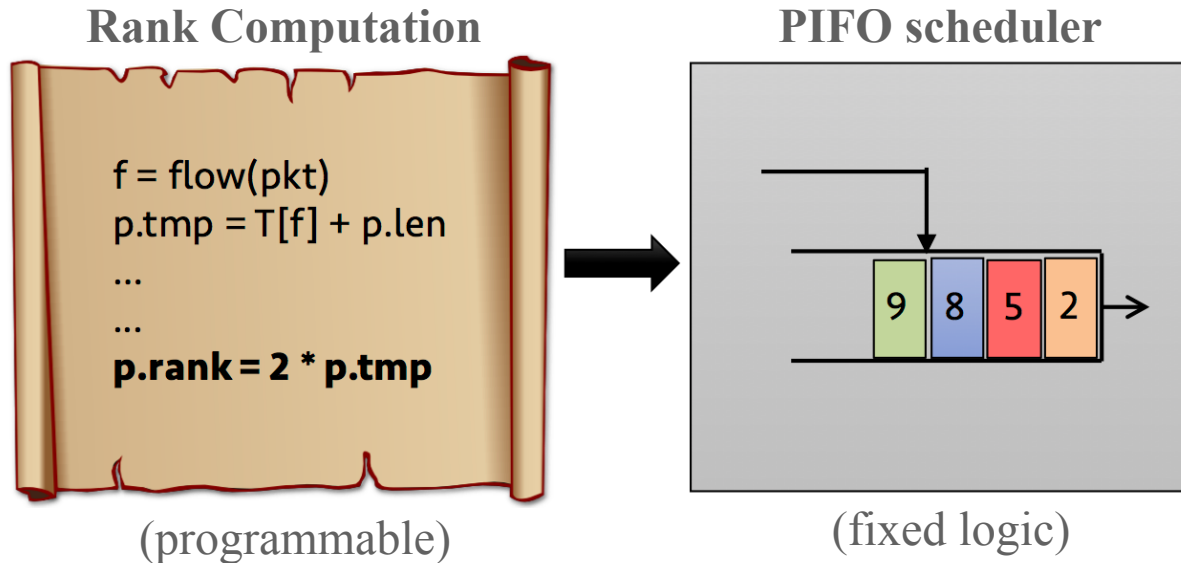 Rank Computation
f = flow(pkt)
p.tmp = T[f] + p.len
...
...
p.rank = 2 * p.tmp
(programmable)
PIFO scheduler
9 8 5 2
(fixed logic)